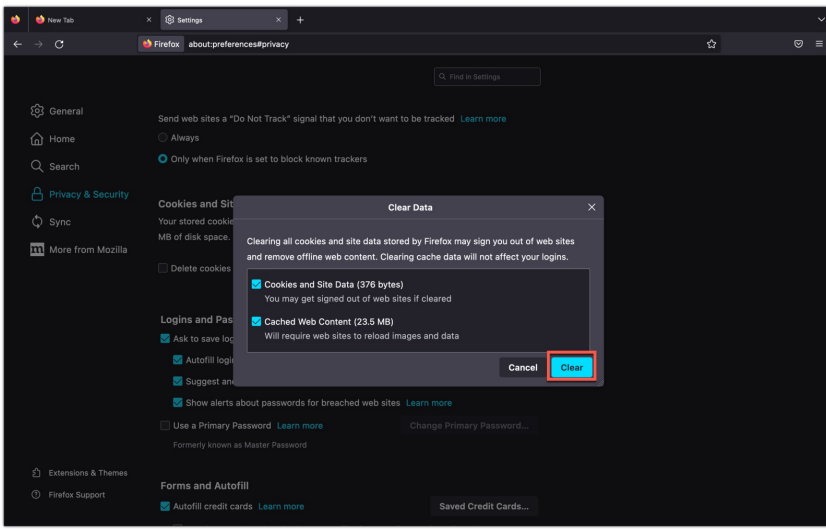 New Tab
Settings
Firefox about:preferences#privacy
Find in Settings
General
Home
Search
Privacy & Security
Sync
More from Mozilla
Extensions & Themes
Firefox Support
Send web sites a “Do Not Track” signal that you don’t want to be tracked Learn more
Always
Only when Firefox is set to block known trackers
Cookies and Sit
Your stored cookie
MB of disk space.
Delete cookies
Clear Data
Clearing all cookies and site data stored by Firefox may sign you out of web sites
and remove offline web content. Clearing cache data will not affect your logins.
Cookies and Site Data (376 bytes)
You may get signed out of web sites if cleared
Cached Web Content (23.5 MB)
Will require web sites to reload images and data
Cancel Clear
Logins and Pas
Ask to save log
Autofill logi
Suggest an
Show alerts about passwords for breached web sites Learn more
Use a Primary Password Learn more Change Primary Password...
Formerly known as Master Password
Forms and Autofill
Autofill credit cards Learn more Saved Credit Cards...